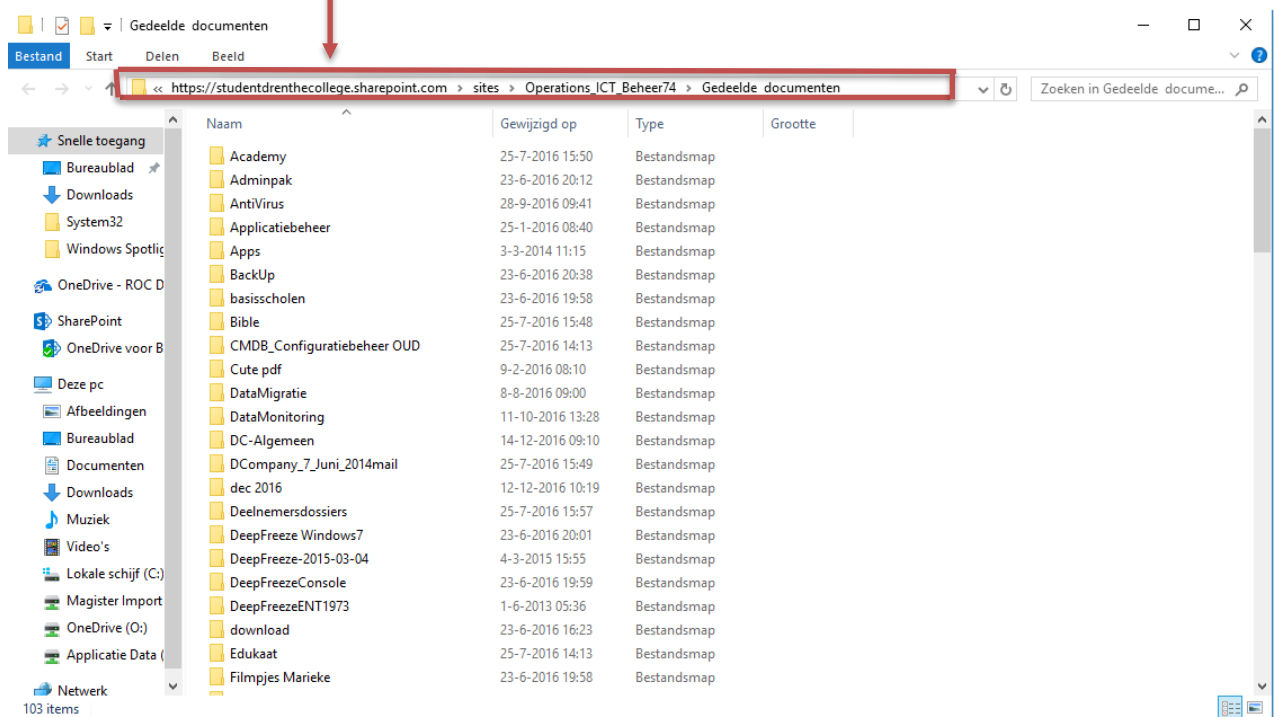 Gedeelde documenten
Bestand Start Delen Beeld
« https://studentdrenthecollege.sharepoint.com › sites › Operations_ICT_Beheer74 › Gedeelde documenten
Zoeken in Gedeelde docume...
Snelle toegang
Bureaublad
Downloads
System32
Windows Spotlig
OneDrive - ROC D
SharePoint
OneDrive voor B
Deze pc
Afbeeldingen
Bureaublad
Documenten
Downloads
Muziek
Video's
Lokale schijf (C:)
Magister Import
OneDrive (O:)
Applicatie Data (
Netwerk
Naam Gewijzigd op Type Grootte
Academy 25-7-2016 15:50 Bestandsmap
Adminpak 23-6-2016 20:12 Bestandsmap
AntiVirus 28-9-2016 09:41 Bestandsmap
Applicatiebeheer 25-1-2016 08:40 Bestandsmap
Apps 3-3-2014 11:15 Bestandsmap
BackUp 23-6-2016 20:38 Bestandsmap
basisscholen 23-6-2016 19:58 Bestandsmap
Bible 25-7-2016 15:48 Bestandsmap
CMDB_Configuratiebeheer OUD 25-7-2016 14:13 Bestandsmap
Cute pdf 9-2-2016 08:10 Bestandsmap
DataMigratie 8-8-2016 09:00 Bestandsmap
DataMonitoring 11-10-2016 13:28 Bestandsmap
DC-Algemeen 14-12-2016 09:10 Bestandsmap
DCompany_7_Juni_2014mail 25-7-2016 15:49 Bestandsmap
dec 2016 12-12-2016 10:19 Bestandsmap
Deelnemersdossiers 25-7-2016 15:57 Bestandsmap
DeepFreeze Windows7 23-6-2016 20:01 Bestandsmap
DeepFreeze-2015-03-04 4-3-2015 15:55 Bestandsmap
DeepFreezeConsole 23-6-2016 19:59 Bestandsmap
DeepFreezeENT1973 1-6-2013 05:36 Bestandsmap
download 23-6-2016 16:23 Bestandsmap
Edukaat 25-7-2016 14:13 Bestandsmap
Filmpjes Marieke 23-6-2016 19:58 Bestandsmap
103 items